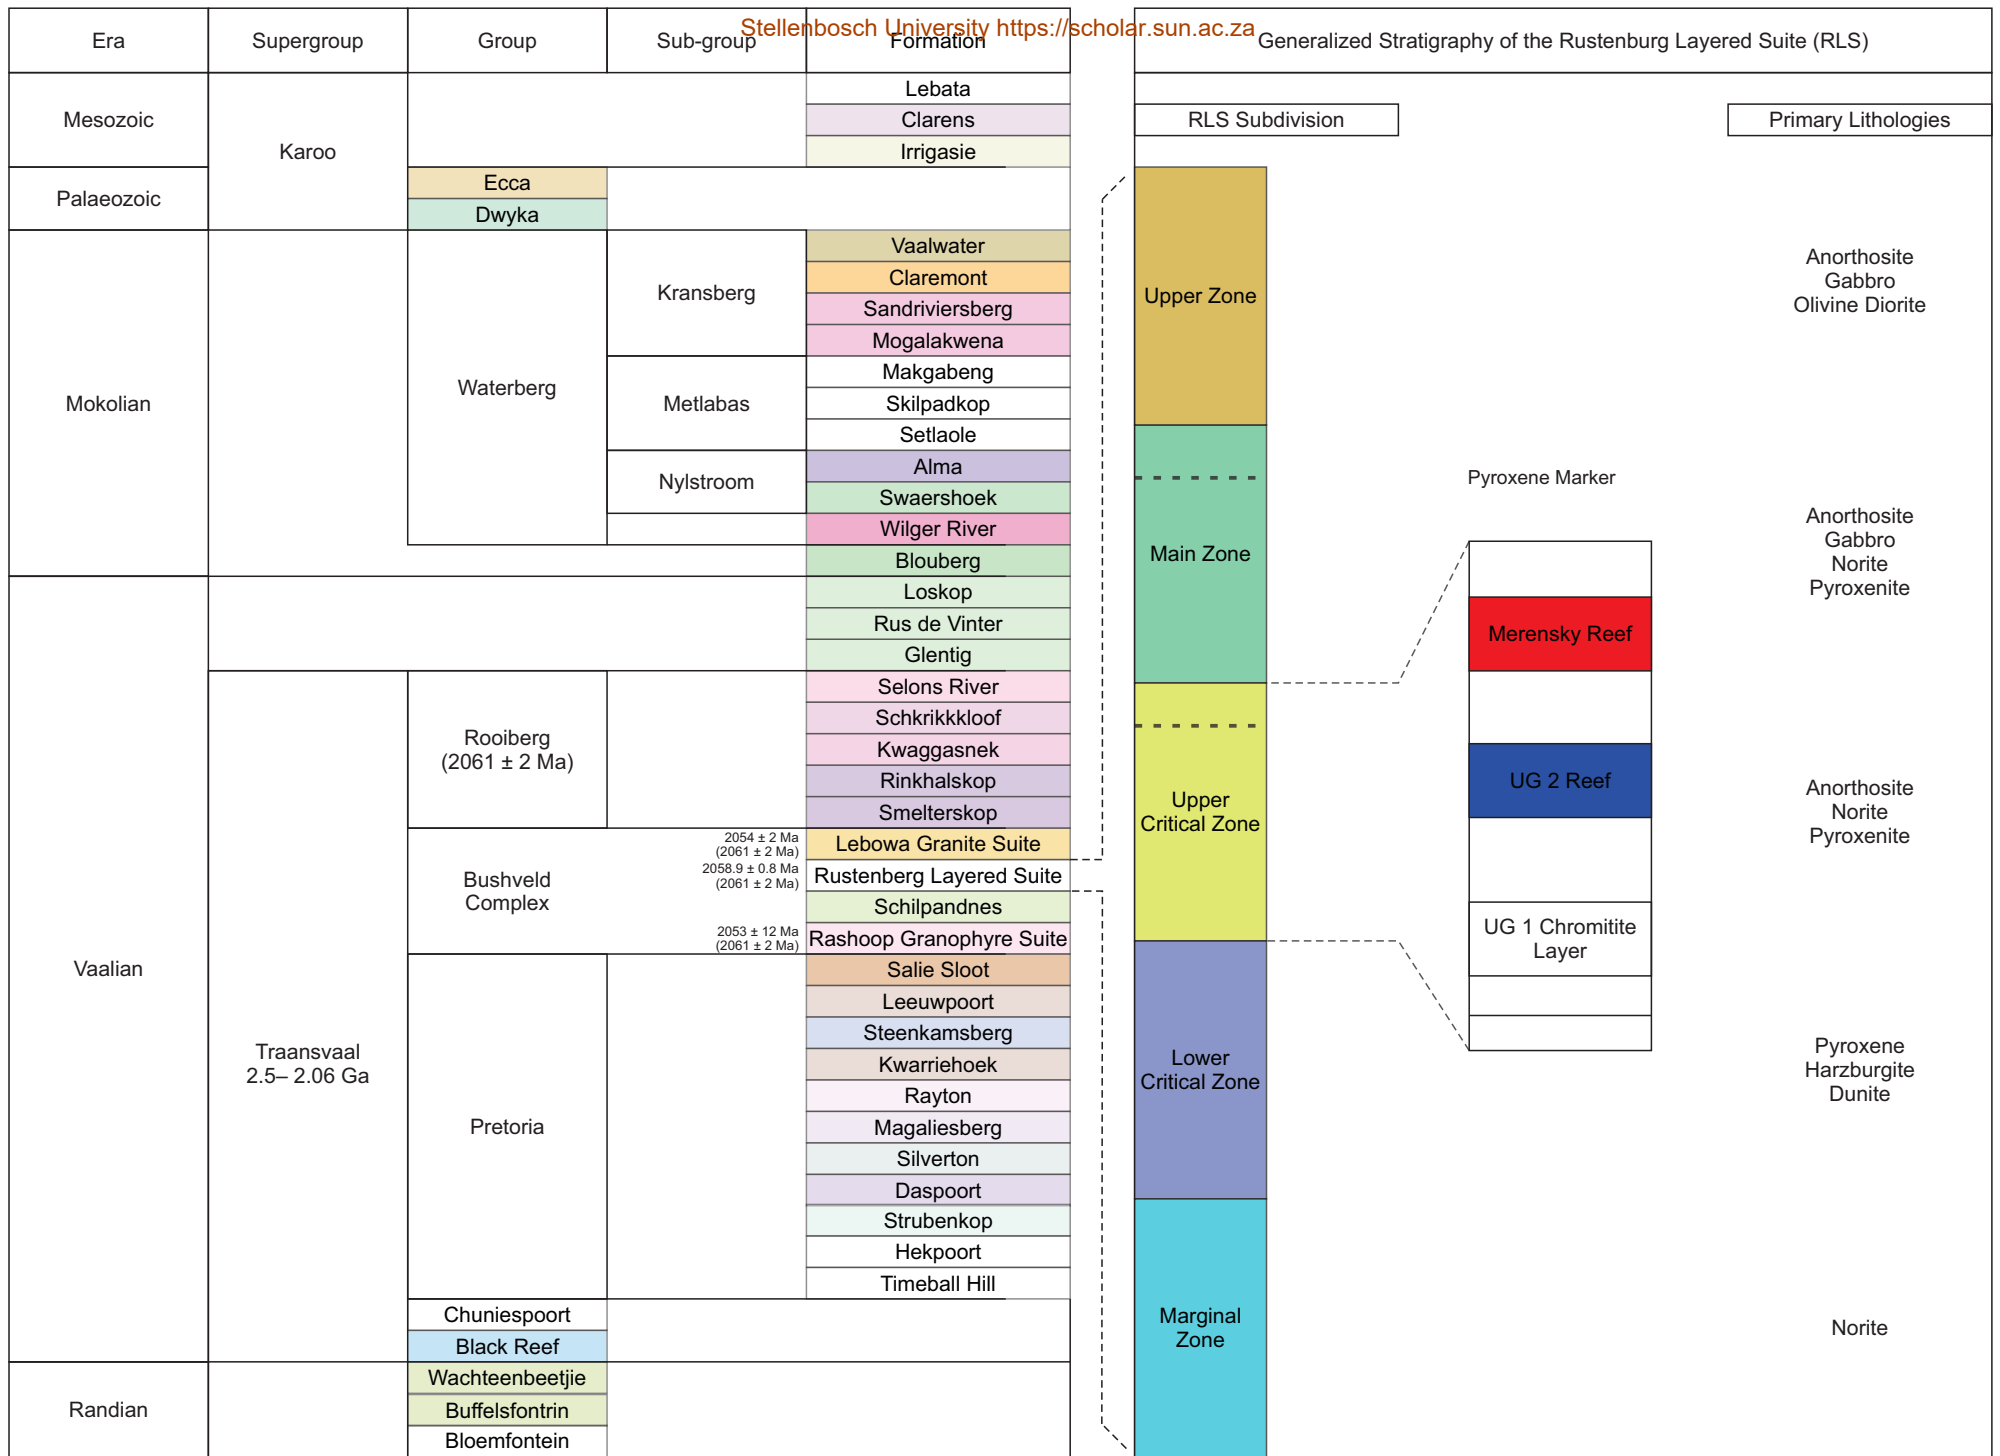 Stellenbosch University https://scholar.sun.ac.za
Era
Supergroup
Group
Sub-group
Formation
Mesozoic
Karoo
Lebata
Clarens
Irrigasie
Palaeozoic
Ecca
Dwyka
Mokolian
Waterberg
Kransberg
Vaalwater
Claremont
Sandriviersberg
Mogalakwena
Metlabas
Makgabeng
Skilpadkop
Setlaole
Nylstroom
Alma
Swaershoek
Wilger River
Blouberg
Vaalian
Loskop
Rus de Vinter
Glentig
Traansvaal
2.5– 2.06 Ga
Rooiberg
(2061 ± 2 Ma)
Selons River
Schkrikkkloof
Kwaggasnek
Rinkhalskop
Smelterskop
Bushveld
Complex
2054 ± 2 Ma
(2061 ± 2 Ma)
Lebowa Granite Suite
2058.9 ± 0.8 Ma
(2061 ± 2 Ma)
Rustenberg Layered Suite
Schilpandnes
2053 ± 12 Ma
(2061 ± 2 Ma)
Rashoop Granophyre Suite
Pretoria
Salie Sloot
Leeuwpoort
Steenkamsberg
Kwarriehoek
Rayton
Magaliesberg
Silverton
Daspoort
Strubenkop
Hekpoort
Timeball Hill
Chuniespoort
Black Reef
Randian
Wachteenbeetjie
Buffelsfontrin
Bloemfontein
Generalized Stratigraphy of the Rustenburg Layered Suite (RLS)
RLS Subdivision
Primary Lithologies
Upper Zone
Anorthosite
Gabbro
Olivine Diorite
Main Zone
Pyroxene Marker
Anorthosite
Gabbro
Norite
Pyroxenite
Merensky Reef
UG 2 Reef
UG 1 Chromitite
Layer
Upper
Critical Zone
Anorthosite
Norite
Pyroxenite
Lower
Critical Zone
Pyroxene
Harzburgite
Dunite
Marginal
Zone
Norite